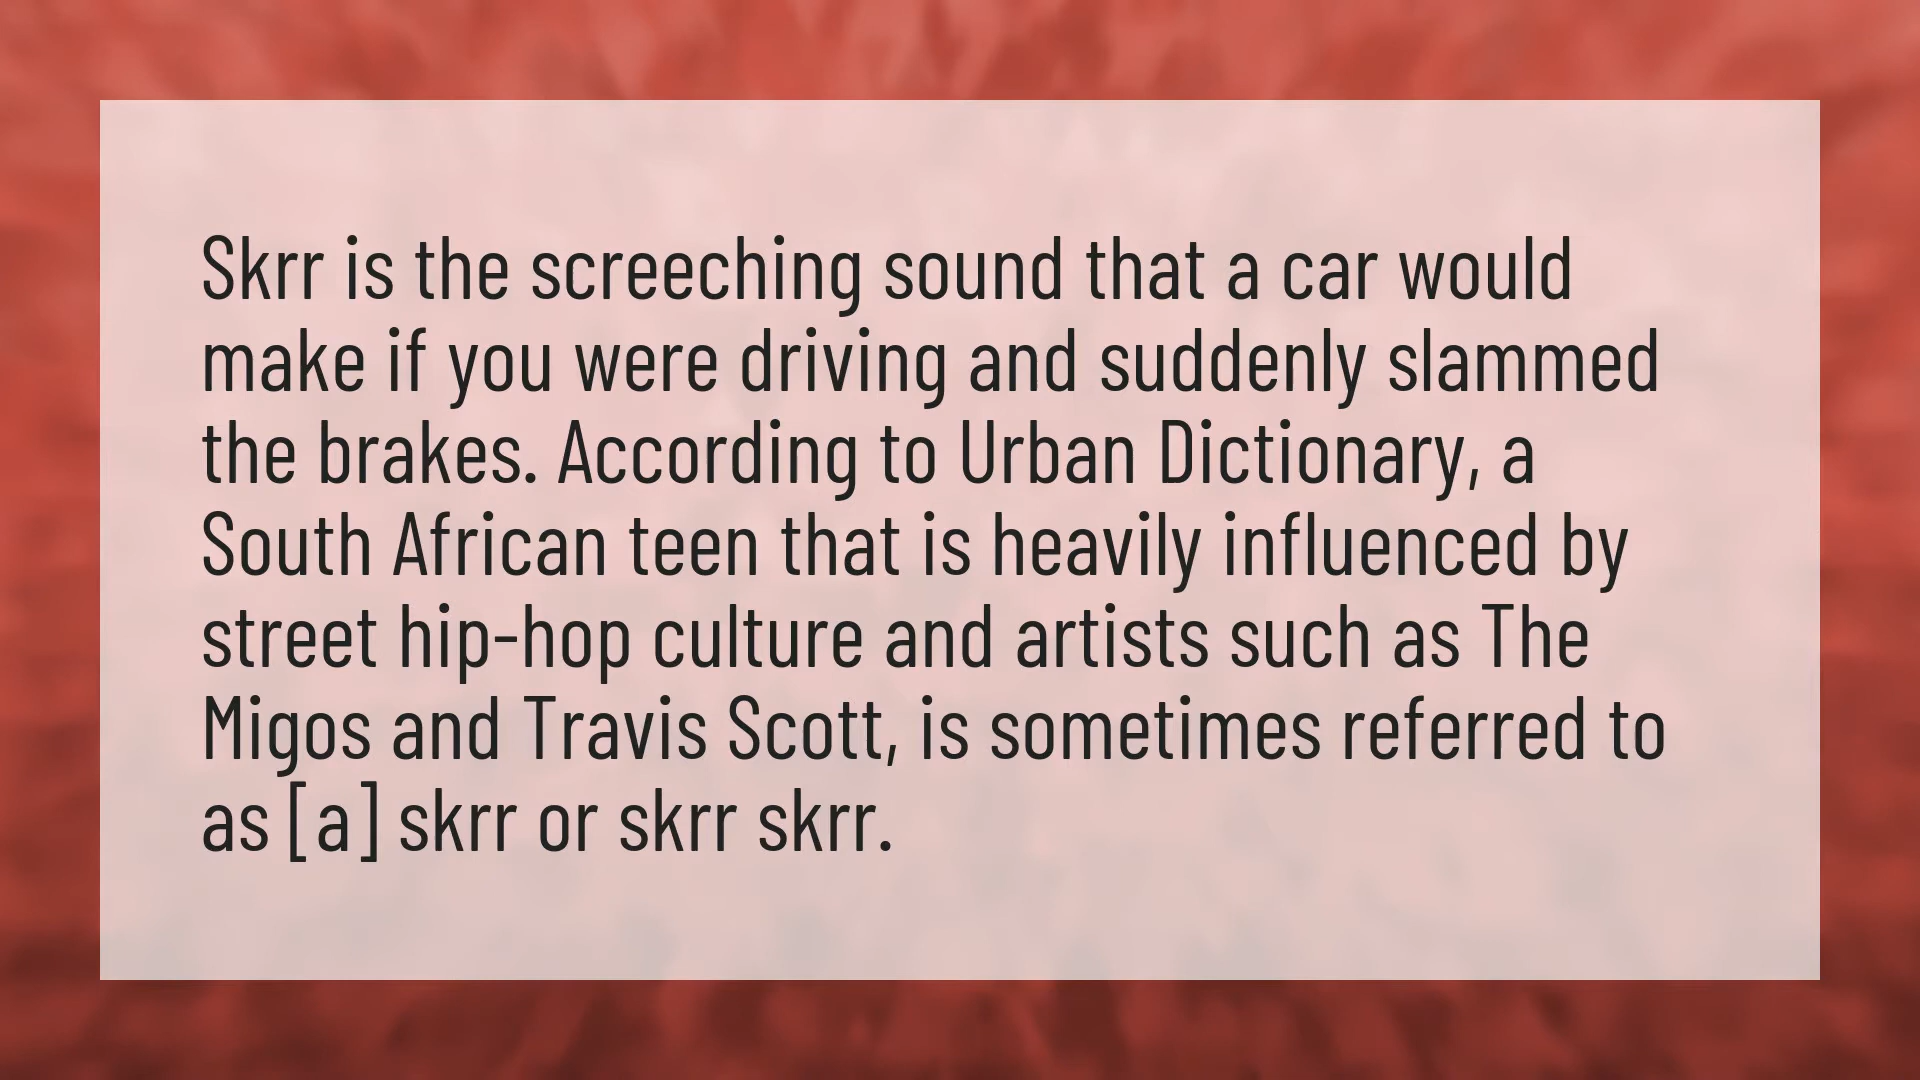 Skrr is the screeching sound that a car would
make if you were driving and suddenly slammed
the brakes. According to Urban Dictionary, a
South African teen that is heavily influenced by
street hip-hop culture and artists such as The
Migos and Travis Scott, is sometimes referred to
as [a] skrr or skrr skrr.